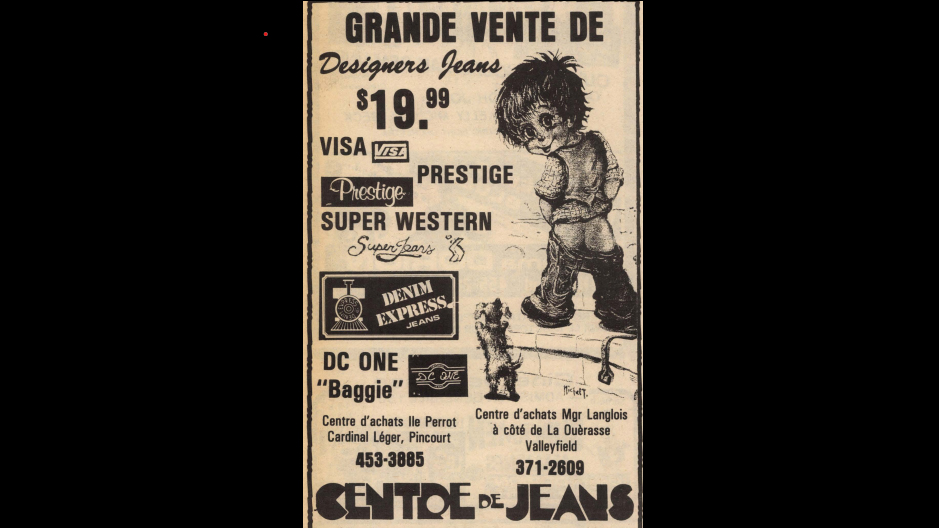 GRANDE VENTE DE
Designers Jeans
$19.99
VISA VISA
PRESTIGE
Prestige
SUPER WESTERN
Super Jeans
DENIM
EXPRESS
JEANS
DC ONE
"Baggie"
DC ONE
Michel T.
Centre d'achats Ile Perrot
Cardinal Léger, Pincourt
453-3885
Centre d'achats Mgr Langlois
à côté de La Ouèrasse
Valleyfield
371-2609
CENTRE DE JEANS